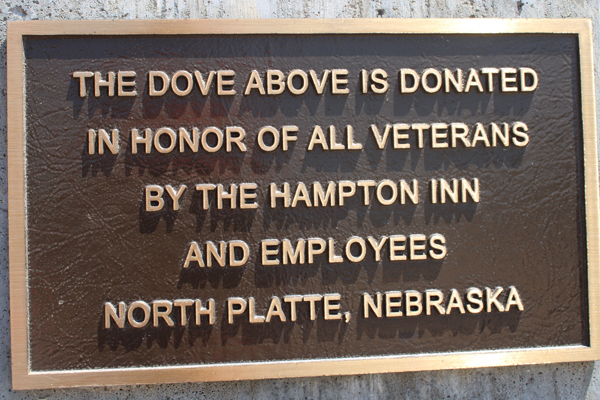 THE DOVE ABOVE IS DONATED
IN HONOR OF ALL VETERANS
BY THE HAMPTON INN
AND EMPLOYEES
NORTH PLATTE, NEBRASKA